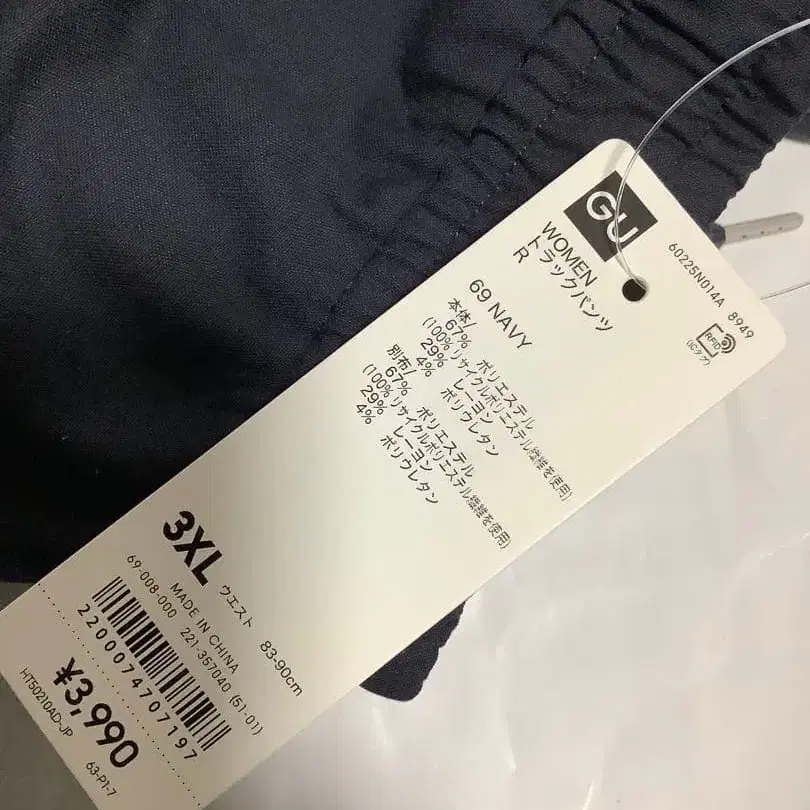 GU
WOMEN
トラックパンツ
R
60225N014A 8949
RFID
(ICタグ)
69 NAVY
本体/
67% ポリエステル
(100%リサイクルポリエステル繊維を使用)
29% レーヨン
4% ポリウレタン
別布/
67% ポリエステル
(100%リサイクルポリエステル繊維を使用)
29% レーヨン
4% ポリウレタン
3XL ウエスト 83-90cm
69-008-000 221-357040 (51-01)
MADE IN CHINA
2200074707197
¥3,990
HT50210AD-JP 63-P1-7